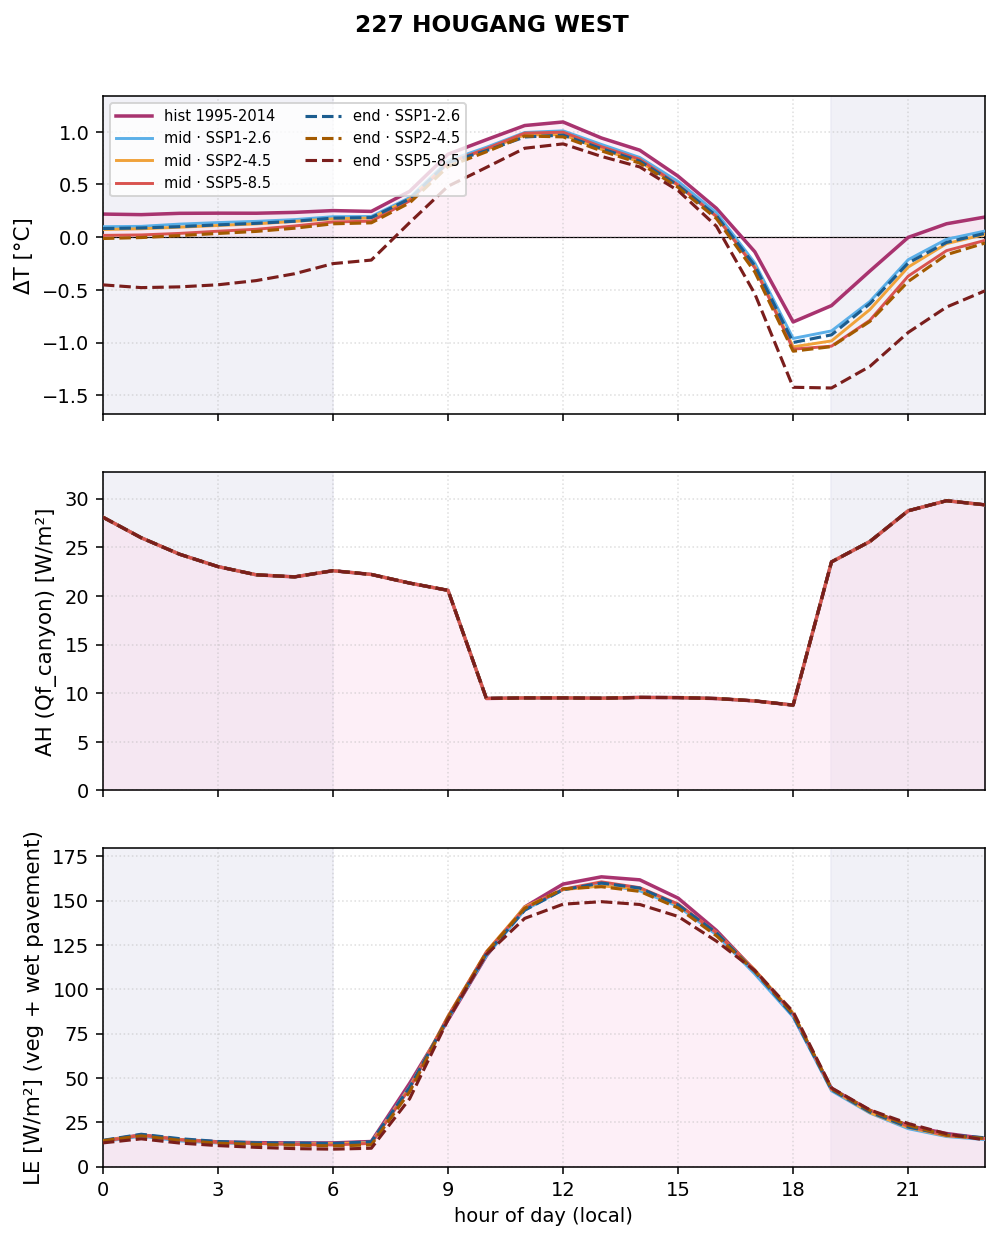 227 HOUGANG WEST
hist 1995-2014
mid · SSP1-2.6
mid · SSP2-4.5
mid · SSP5-8.5
end · SSP1-2.6
end · SSP2-4.5
end · SSP5-8.5
ΔT [°C]
1.0
0.5
0.0
−0.5
−1.0
−1.5
AH (Qf_canyon) [W/m²]
30
25
20
15
10
5
0
LE [W/m²] (veg + wet pavement)
175
150
125
100
75
50
25
0
0 3 6 9 12 15 18 21
hour of day (local)